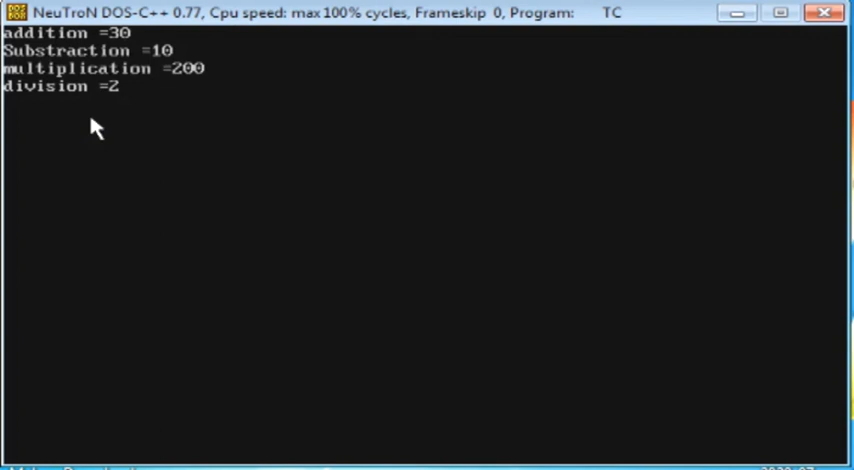 NeuTroN DOS-C++ 0.77, Cpu speed: max 100% cycles, Frameskip 0, Program: TC
addition =30
Substraction =10
multiplication =200
division =2